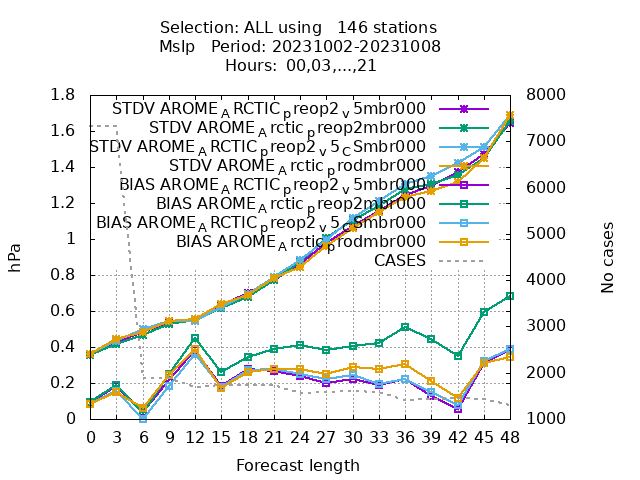 Selection: ALL using   146 stations
Mslp   Period: 20231002-20231008
Hours:  00,03,...,21
1.8
1.6
1.4
1.2
1
0.8
0.6
0.4
0.2
0
hPa
8000
7000
6000
5000
4000
3000
2000
1000
No cases
STDV AROME_ARCTIC_preop2_v5mbr000
STDV AROME_Arctic_preop2mbr000
STDV AROME_ARCTIC_preop2_v5_CSmbr000
STDV AROME_Arctic_prodmbr000
BIAS AROME_ARCTIC_preop2_v5mbr000
BIAS AROME_Arctic_preop2mbr000
BIAS AROME_ARCTIC_preop2_v5_CSmbr000
BIAS AROME_Arctic_prodmbr000
CASES
0 3 6 9 12 15 18 21 24 27 30 33 36 39 42 45 48
Forecast length